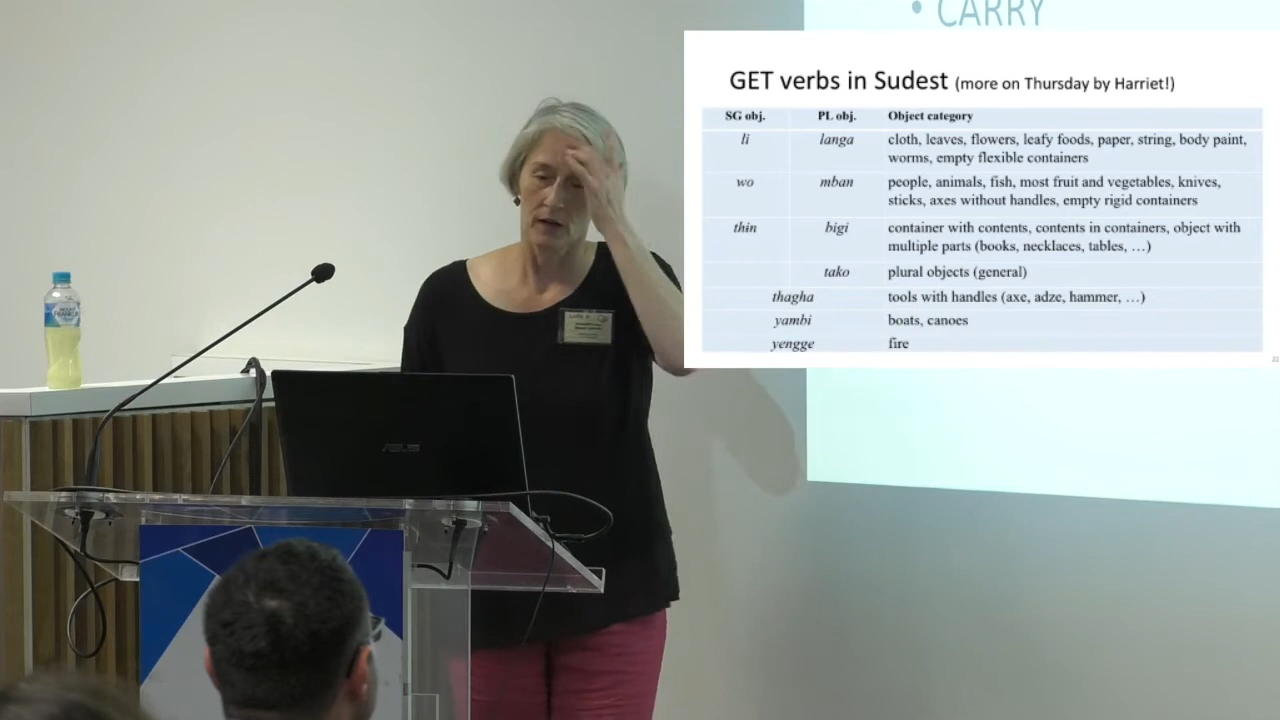 • CARRY
GET verbs in Sudest (more on Thursday by Harriet!)
SG obj. PL obj. Object category
li langa cloth, leaves, flowers, leafy foods, paper, string, body paint,
worms, empty flexible containers
wo mban people, animals, fish, most fruit and vegetables, knives,
sticks, axes without handles, empty rigid containers
thin bigi container with contents, contents in containers, object with
multiple parts (books, necklaces, tables, …)
tako plural objects (general)
thagha tools with handles (axe, adze, hammer, …)
yambi boats, canoes
yengge fire
MOUNT
FRANKLIN
ASUS